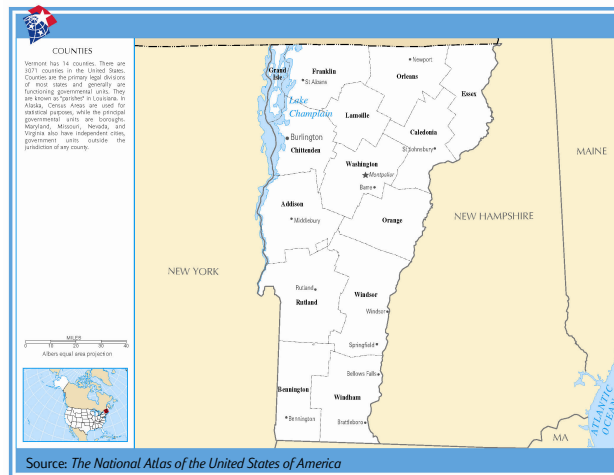 COUNTIES
Vermont has 14 counties. There are
3071 counties in the United States.
Counties are the primary legal divisions
of most states and generally are
functioning governmental units. They
are known as "parishes" in Louisiana. In
Alaska, Census Areas are used for
statistical purposes, while the principal
governmental units are boroughs.
Maryland, Missouri, Nevada, and
Virginia also have independent cities,
government units outside the
jurisdiction of any county.
Newport
Grand
Isle
Franklin
Orleans
St Albans
Essex
Lake
Champlain
Lamoille
Burlington
Caledonia
Chittenden
St Johnsbury
MAINE
Washington
Montpelier
Barre
Addison
Middlebury
Orange
NEW HAMPSHIRE
NEW YORK
Rutland
Windsor
Rutland
Windsor
MILES
0 10 20 30 40
Albers equal area projection
Springfield
Bellows Falls
Bennington
Windham
Bennington
Brattleboro
MA
ATLANTIC
OCEAN
Source: The National Atlas of the United States of America